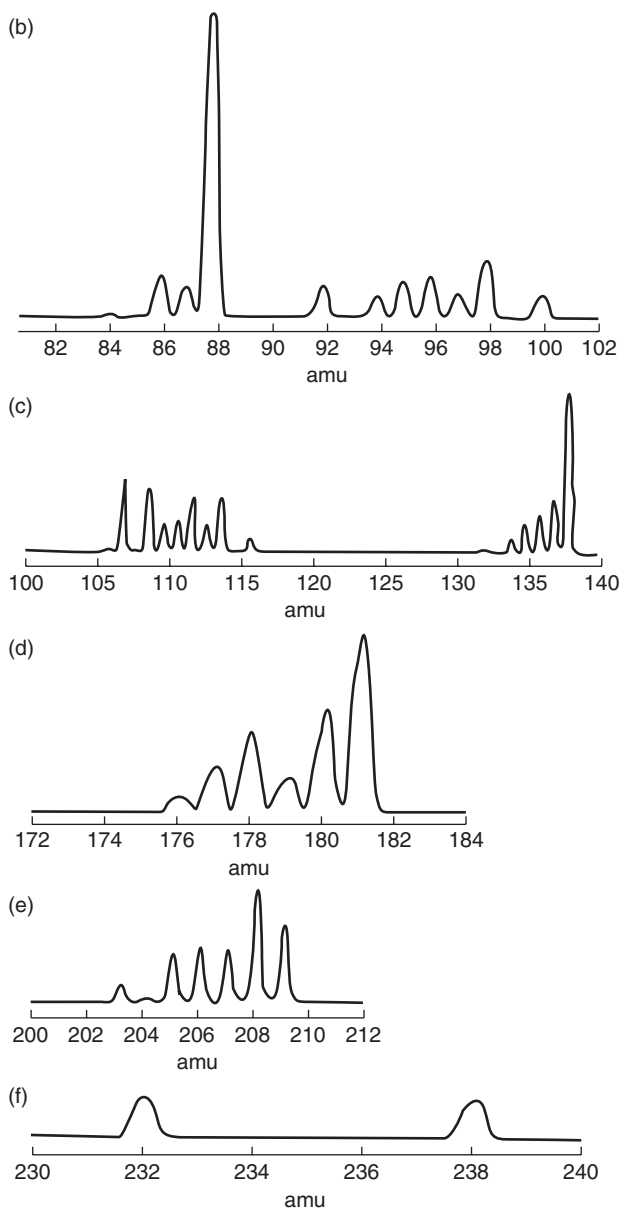 (b)
82 84 86 88 90 92 94 96 98 100 102
amu
(c)
100 105 110 115 120 125 130 135 140
amu
(d)
172 174 176 178 180 182 184
amu
(e)
200 202 204 206 208 210 212
amu
(f)
230 232 234 236 238 240
amu